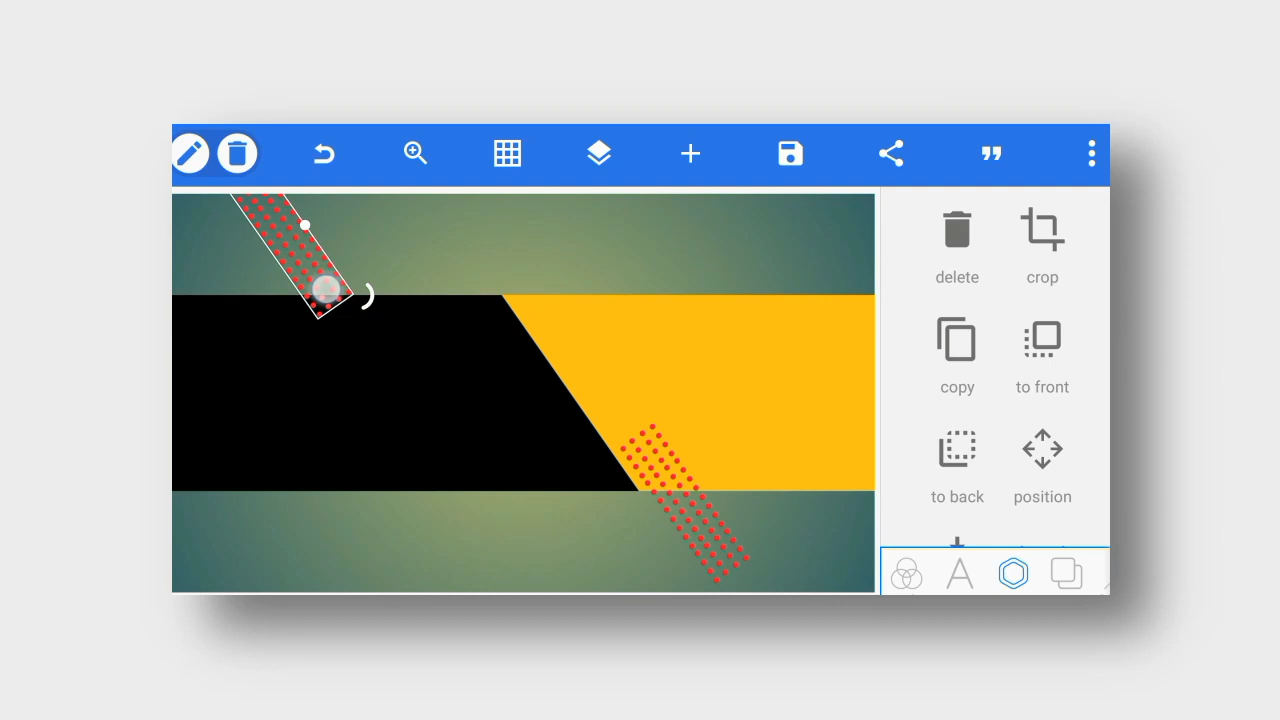 delete
crop
copy
to front
to back
position